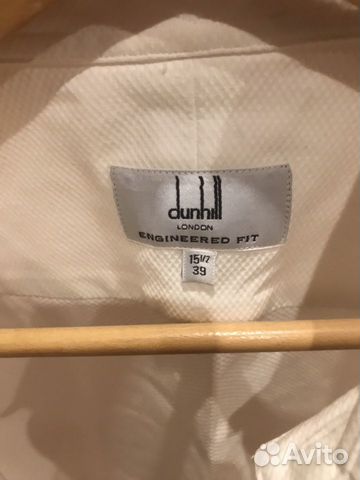 dunhill
LONDON
ENGINEERED FIT
15 1/2
39
Avito